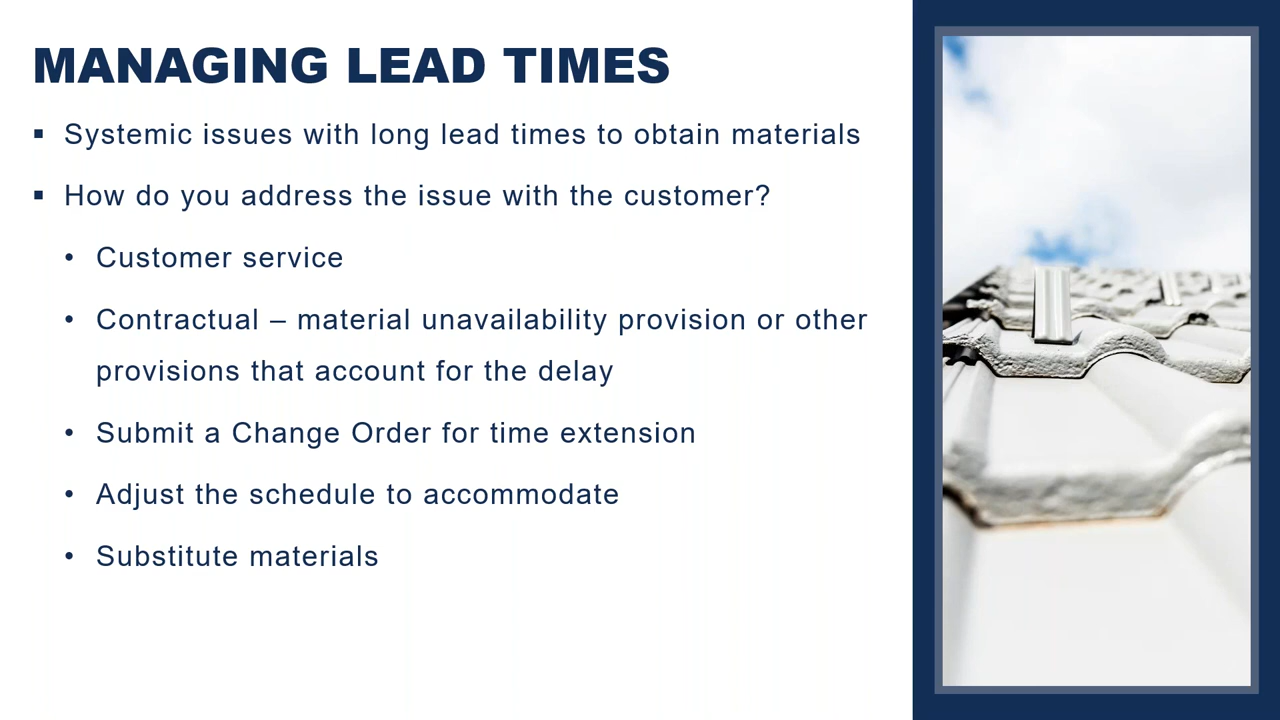 MANAGING LEAD TIMES
▪ Systemic issues with long lead times to obtain materials
▪ How do you address the issue with the customer?
• Customer service
• Contractual – material unavailability provision or other
provisions that account for the delay
• Submit a Change Order for time extension
• Adjust the schedule to accommodate
• Substitute materials